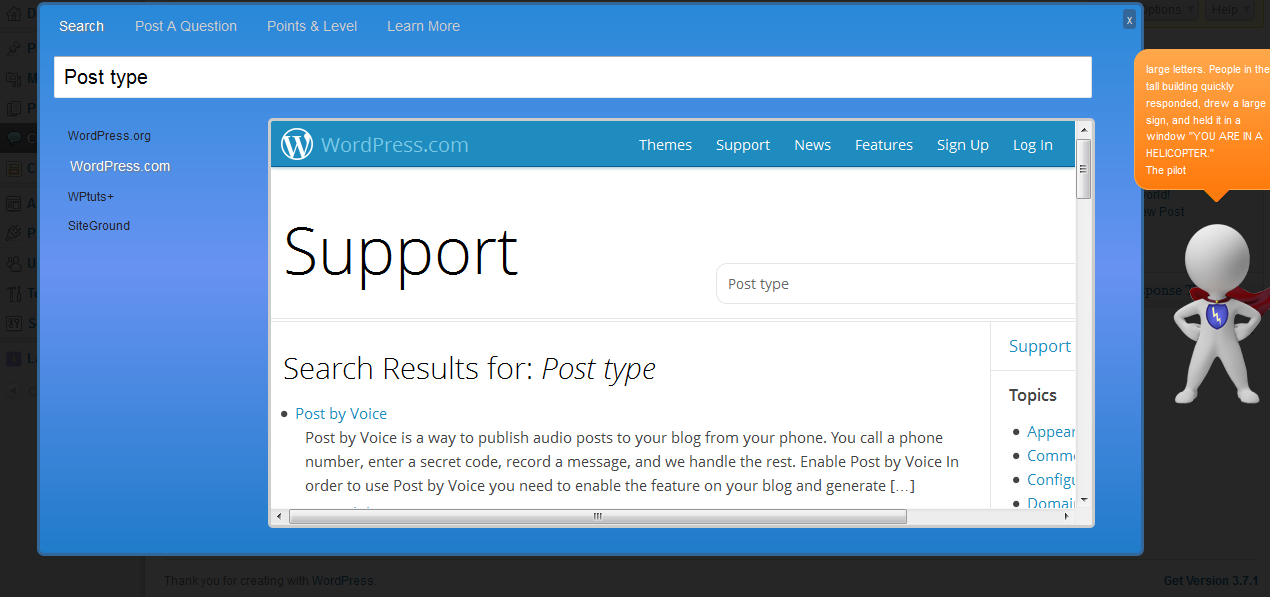 Search Post A Question Points & Level Learn More x
ptions Help
Post type
large letters. People in the
tall building quickly
responded, drew a large
sign, and held it in a
window "YOU ARE IN A
HELICOPTER."
The pilot
WordPress.org
WordPress.com
WPtuts+
SiteGround
WordPress.com Themes Support News Features Sign Up Log In
Support
Post type
Search Results for: Post type
Post by Voice
Post by Voice is a way to publish audio posts to your blog from your phone. You call a phone
number, enter a secret code, record a message, and we handle the rest. Enable Post by Voice In
order to use Post by Voice you need to enable the feature on your blog and generate […]
Support
Topics
Appear
Comme
Configu
Domai
orld!
ew Post
ponse
Thank you for creating with WordPress.
Get Version 3.7.1